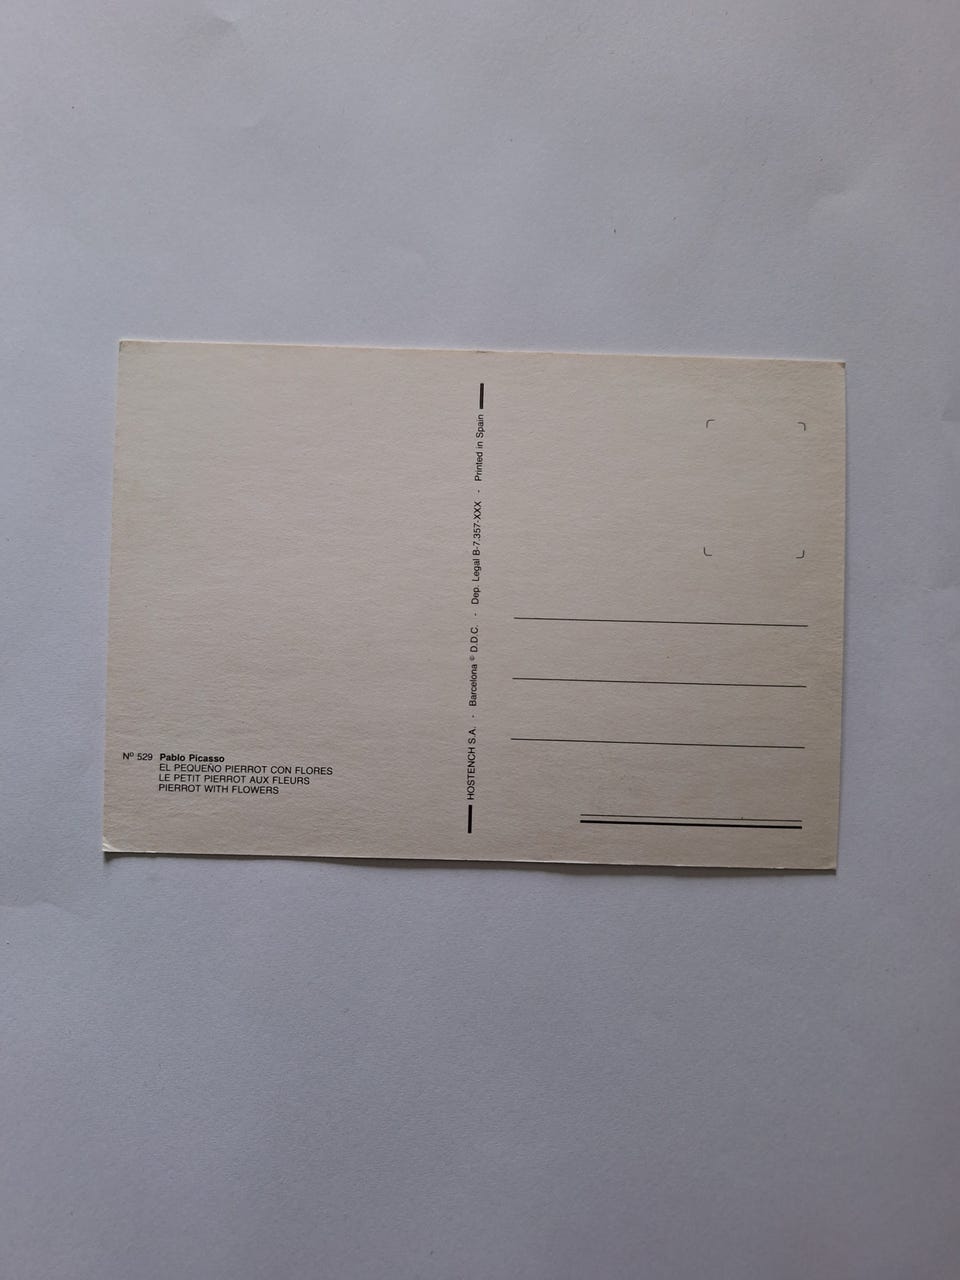 Nº 529 Pablo Picasso
EL PEQUEÑO PIERROT CON FLORES
LE PETIT PIERROT AUX FLEURS
PIERROT WITH FLOWERS
HOSTENCH S.A. - Barcelona © D.D.C. - Dep. Legal B-7.357-XXX - Printed in Spain